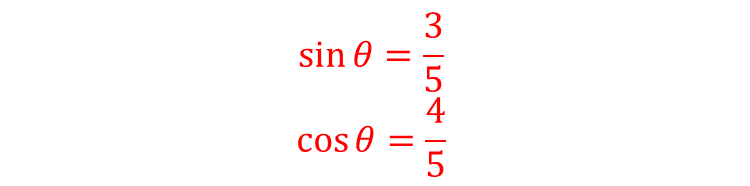 sin θ = 3/5
cos θ = 4/5